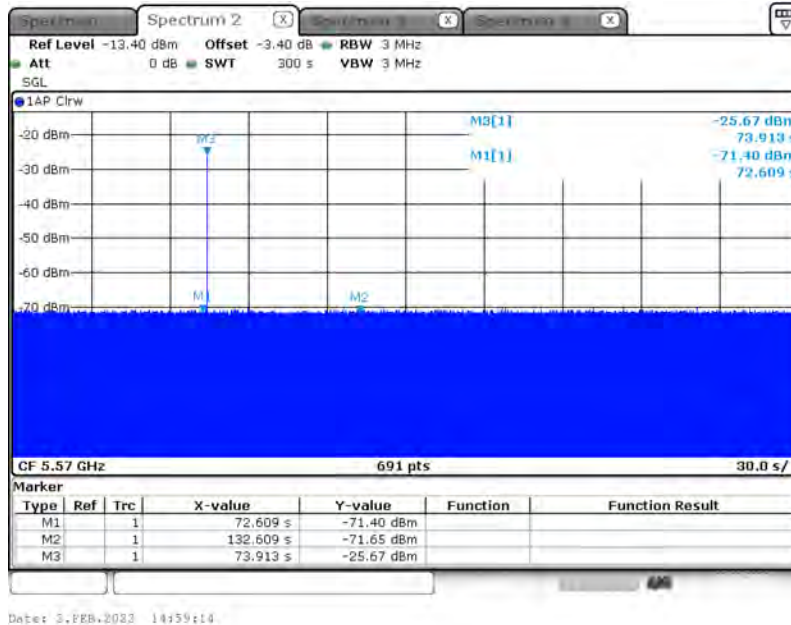 Spectrum Spectrum 2 X Spectrum 3 X Spectrum 4 X
Ref Level -13.40 dBm Offset -3.40 dB RBW 3 MHz
Att 0 dB SWT 300 s VBW 3 MHz
SGL
1AP Clrw
M3[1] -25.67 dBm
73.913 s
M1[1] -71.40 dBm
72.609 s
-20 dBm
M3
-30 dBm
-40 dBm
-50 dBm
-60 dBm
M1 M2
-70 dBm
CF 5.57 GHz 691 pts 30.0 s/
Marker
Type Ref Trc X-value Y-value Function Function Result
M1 1 72.609 s -71.40 dBm
M2 1 132.609 s -71.65 dBm
M3 1 73.913 s -25.67 dBm
Date: 2.FEB.2023 14:59:14